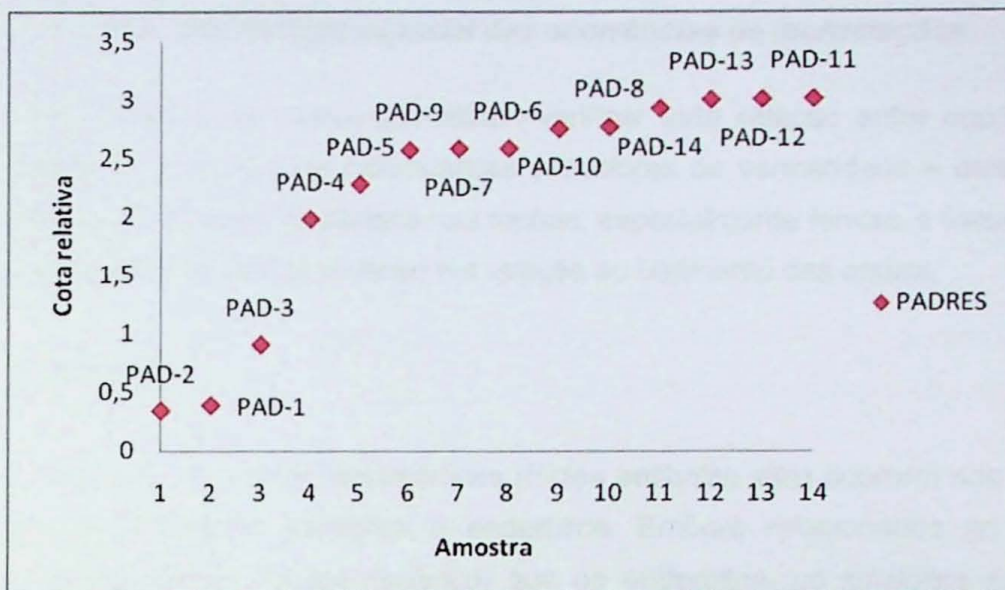 3,5
3
2,5
2
1,5
1
0,5
0
Cota relativa
PAD-2
PAD-1
PAD-3
PAD-4
PAD-5
PAD-9
PAD-7
PAD-6
PAD-10
PAD-8
PAD-14
PAD-13
PAD-12
PAD-11
PADRES
1 2 3 4 5 6 7 8 9 10 11 12 13 14
Amostra